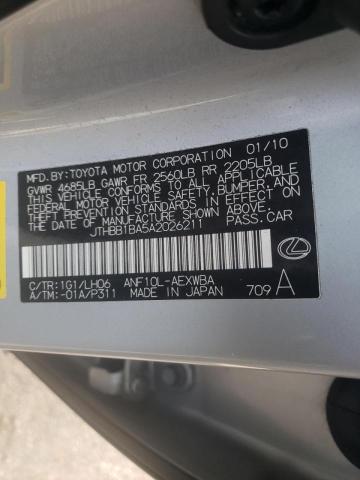 MFD. BY: TOYOTA MOTOR CORPORATION 01/10
GVWR 4685LB GAWR FR 2560LB RR 2205LB
THIS VEHICLE CONFORMS TO ALL APPLICABLE
FEDERAL MOTOR VEHICLE SAFETY, BUMPER, AND
THEFT PREVENTION STANDARDS IN EFFECT ON
THE DATE OF MANUFACTURE SHOWN ABOVE.
JTHBB1BA5A2026211 PASS.CAR
C/TR:1G1/LH06 ANF10L-AEXWBA
A/TM:-01A/P311 MADE IN JAPAN 709 A